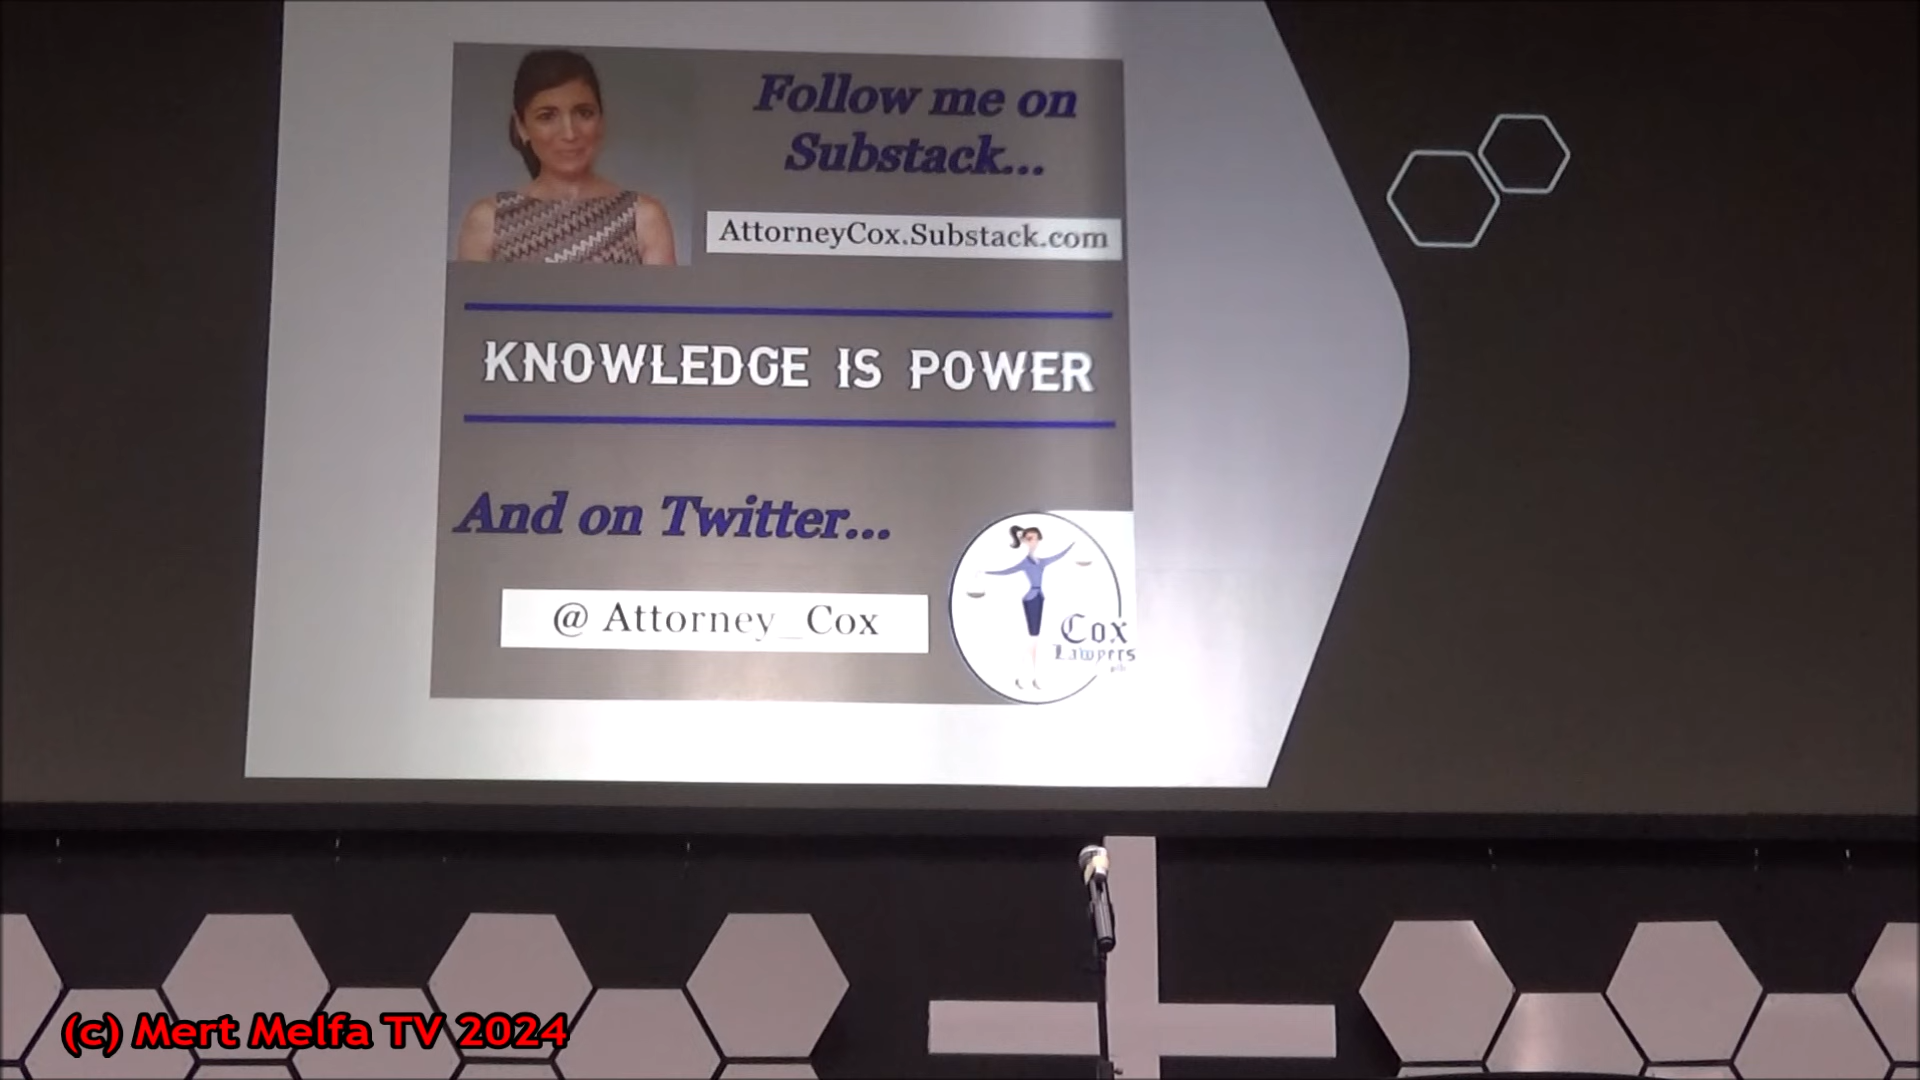 Follow me on
Substack...
AttorneyCox.Substack.com
KNOWLEDGE IS POWER
And on Twitter...
@ Attorney_Cox
Cox
Lawyers
(c) Mert Melfa TV 2024